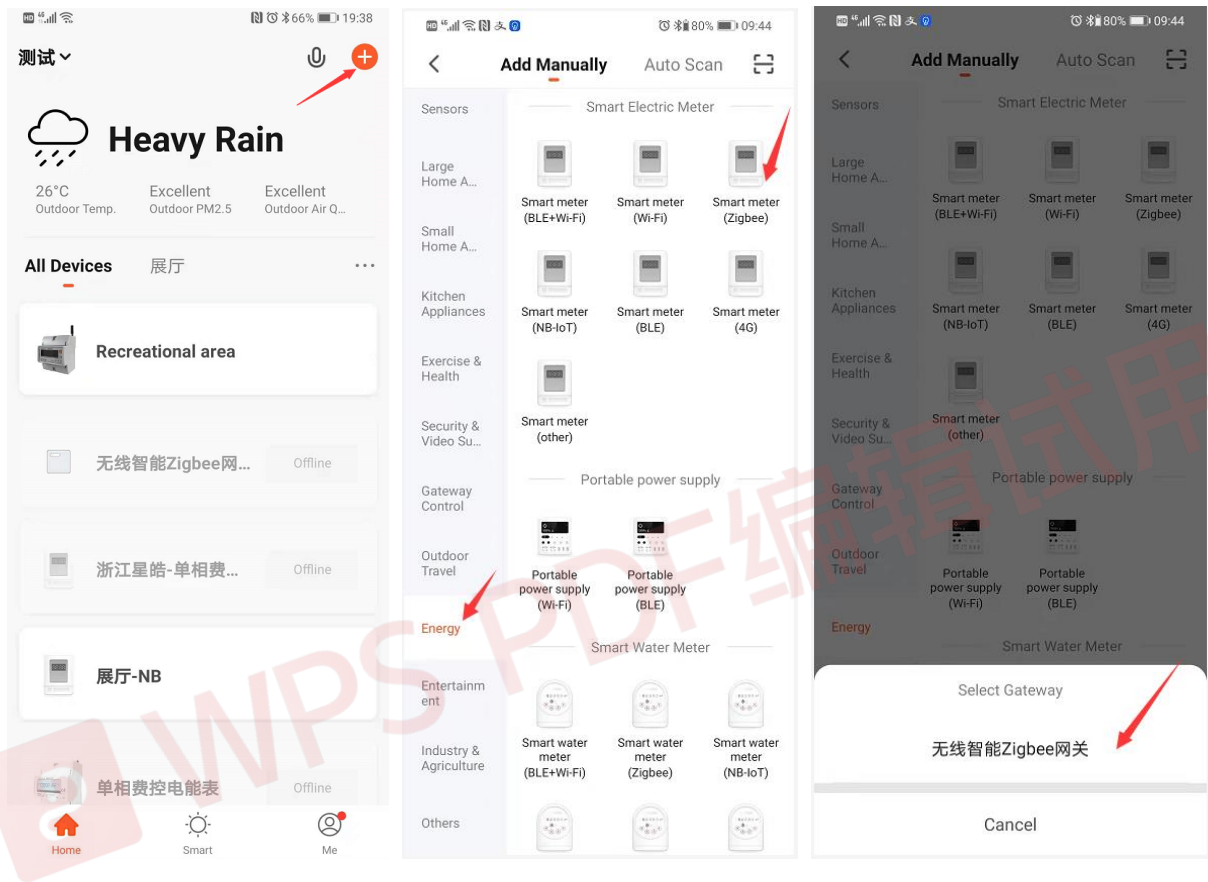 HD 4G 66% 19:38
测试
Heavy Rain
26°C Excellent Excellent
Outdoor Temp. Outdoor PM2.5 Outdoor Air Q...
All Devices 展厅
Recreational area
无线智能Zigbee网... Offline
浙江星皓-单相费... Offline
展厅-NB
单相费控电能表 Offline
Home Smart Me
HD 4G 80% 09:44
Add Manually Auto Scan
Sensors
Large
Home A...
Small
Home A...
Kitchen
Appliances
Exercise &
Health
Security &
Video Su...
Gateway
Control
Outdoor
Travel
Energy
Entertainm
ent
Industry &
Agriculture
Others
Smart Electric Meter
Smart meter Smart meter Smart meter
(BLE+Wi-Fi) (Wi-Fi) (Zigbee)
Smart meter Smart meter Smart meter
(NB-IoT) (BLE) (4G)
Smart meter
(other)
Portable power supply
Portable Portable
power supply power supply
(Wi-Fi) (BLE)
Smart Water Meter
Smart water Smart water Smart water
meter meter meter
(BLE+Wi-Fi) (Zigbee) (NB-IoT)
HD 4G 80% 09:44
Add Manually Auto Scan
Sensors
Large
Home A...
Small
Home A...
Kitchen
Appliances
Exercise &
Health
Security &
Video Su...
Gateway
Control
Outdoor
Travel
Energy
Smart Electric Meter
Smart meter Smart meter Smart meter
(BLE+Wi-Fi) (Wi-Fi) (Zigbee)
Smart meter Smart meter Smart meter
(NB-IoT) (BLE) (4G)
Smart meter
(other)
Portable power supply
Portable Portable
power supply power supply
(Wi-Fi) (BLE)
Smart Water Meter
Select Gateway
无线智能Zigbee网关
Cancel
WPS PDF编辑试用